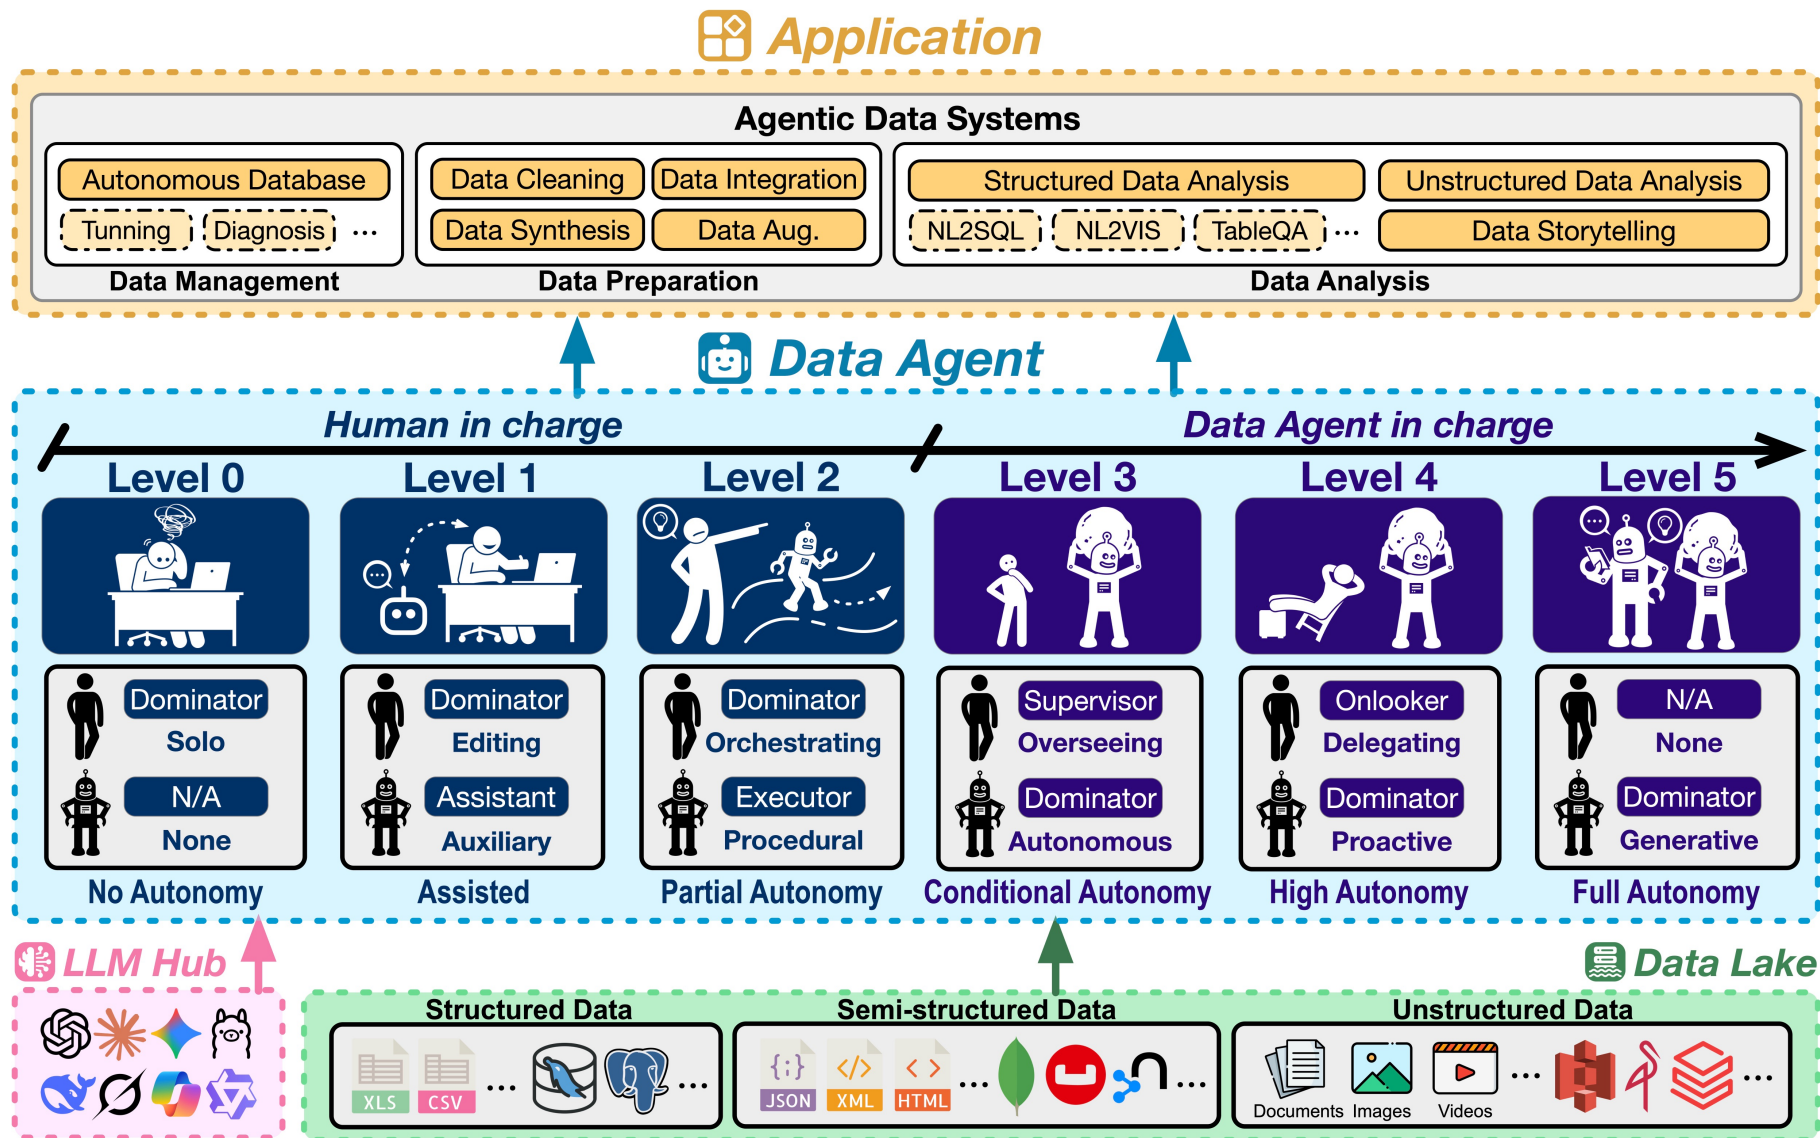 Application
Agentic Data Systems
Autonomous Database
Tunning
Diagnosis
...
Data Management
Data Cleaning
Data Integration
Data Synthesis
Data Aug.
Data Preparation
Structured Data Analysis
Unstructured Data Analysis
NL2SQL
NL2VIS
TableQA
...
Data Storytelling
Data Analysis
Data Agent
Human in charge
Data Agent in charge
Level 0
Level 1
Level 2
Level 3
Level 4
Level 5
Dominator
Solo
N/A
None
No Autonomy
Dominator
Editing
Assistant
Auxiliary
Assisted
Dominator
Orchestrating
Executor
Procedural
Partial Autonomy
Supervisor
Overseeing
Dominator
Autonomous
Conditional Autonomy
Onlooker
Delegating
Dominator
Proactive
High Autonomy
N/A
None
Dominator
Generative
Full Autonomy
LLM Hub
Data Lake
Structured Data
XLS
CSV
...
...
Semi-structured Data
{:}
JSON
</>
XML
< >
HTML
...
...
Unstructured Data
Documents
Images
Videos
...
...